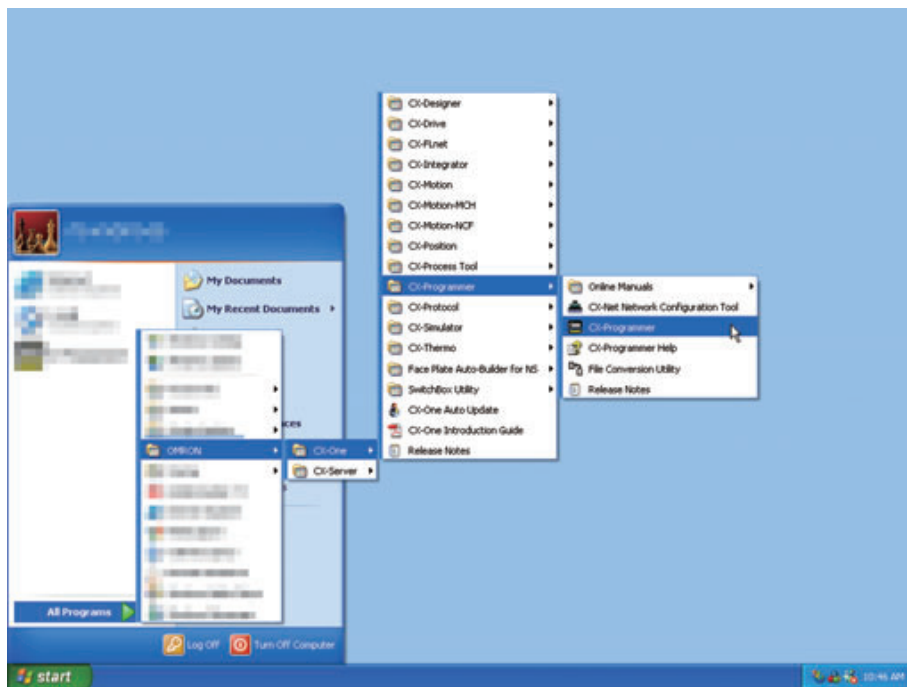 CX-Designer
CX-Drive
CX-FLnet
CX-Integrator
CX-Motion
CX-Motion-MCH
CX-Motion-NCF
CX-Position
CX-Process Tool
CX-Programmer
CX-Protocol
CX-Simulator
CX-Thermo
Face Plate Auto-Builder for NS
SwitchBox Utility
CX-One Auto Update
CX-One Introduction Guide
Release Notes
Online Manuals
CX-Net Network Configuration Tool
CX-Programmer
CX-Programmer Help
File Conversion Utility
Release Notes
My Documents
My Recent Documents
ces
OMRON
CX-One
CX-Server
s
All Programs
Log Off
Turn Off Computer
start
10:46 AM